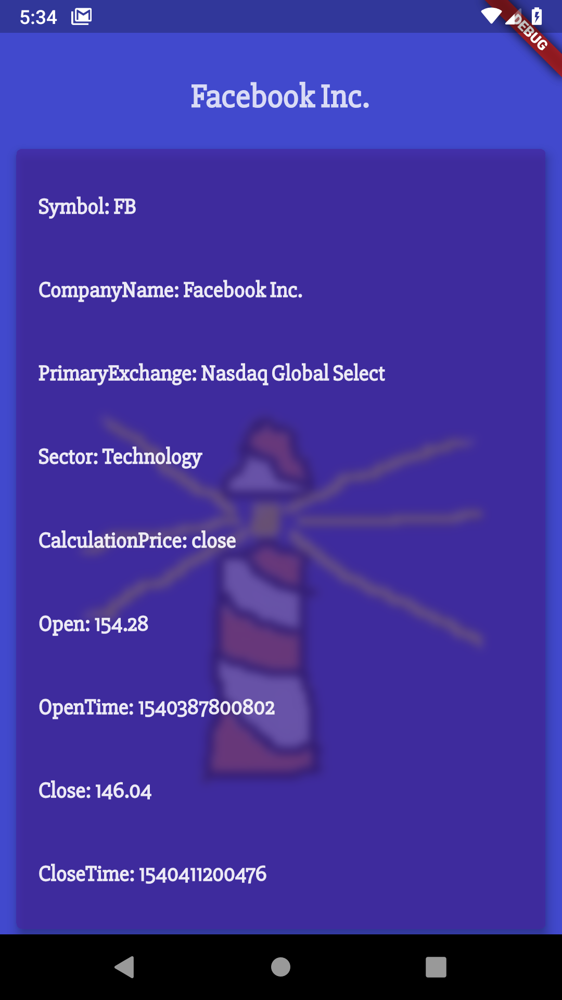 5:34
DEBUG
Facebook Inc.
Symbol: FB
CompanyName: Facebook Inc.
PrimaryExchange: Nasdaq Global Select
Sector: Technology
CalculationPrice: close
Open: 154.28
OpenTime: 1540387800802
Close: 146.04
CloseTime: 1540411200476